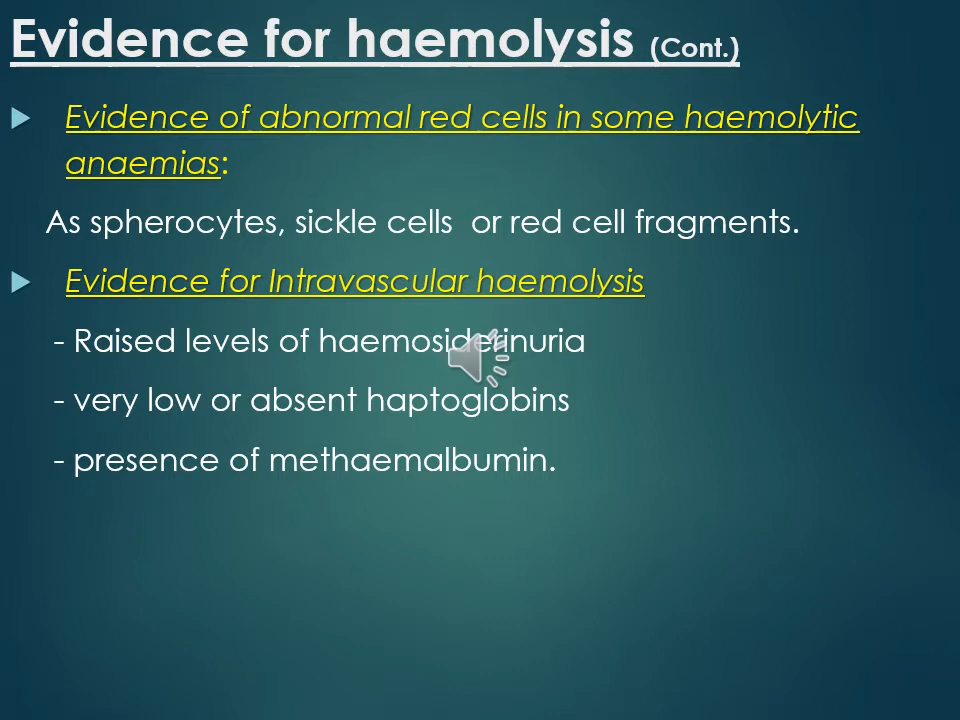 Evidence for haemolysis (Cont.)
Evidence of abnormal red cells in some haemolytic
anaemias:
As spherocytes, sickle cells or red cell fragments.
Evidence for Intravascular haemolysis
- Raised levels of haemosiderinuria
- very low or absent haptoglobins
- presence of methaemalbumin.